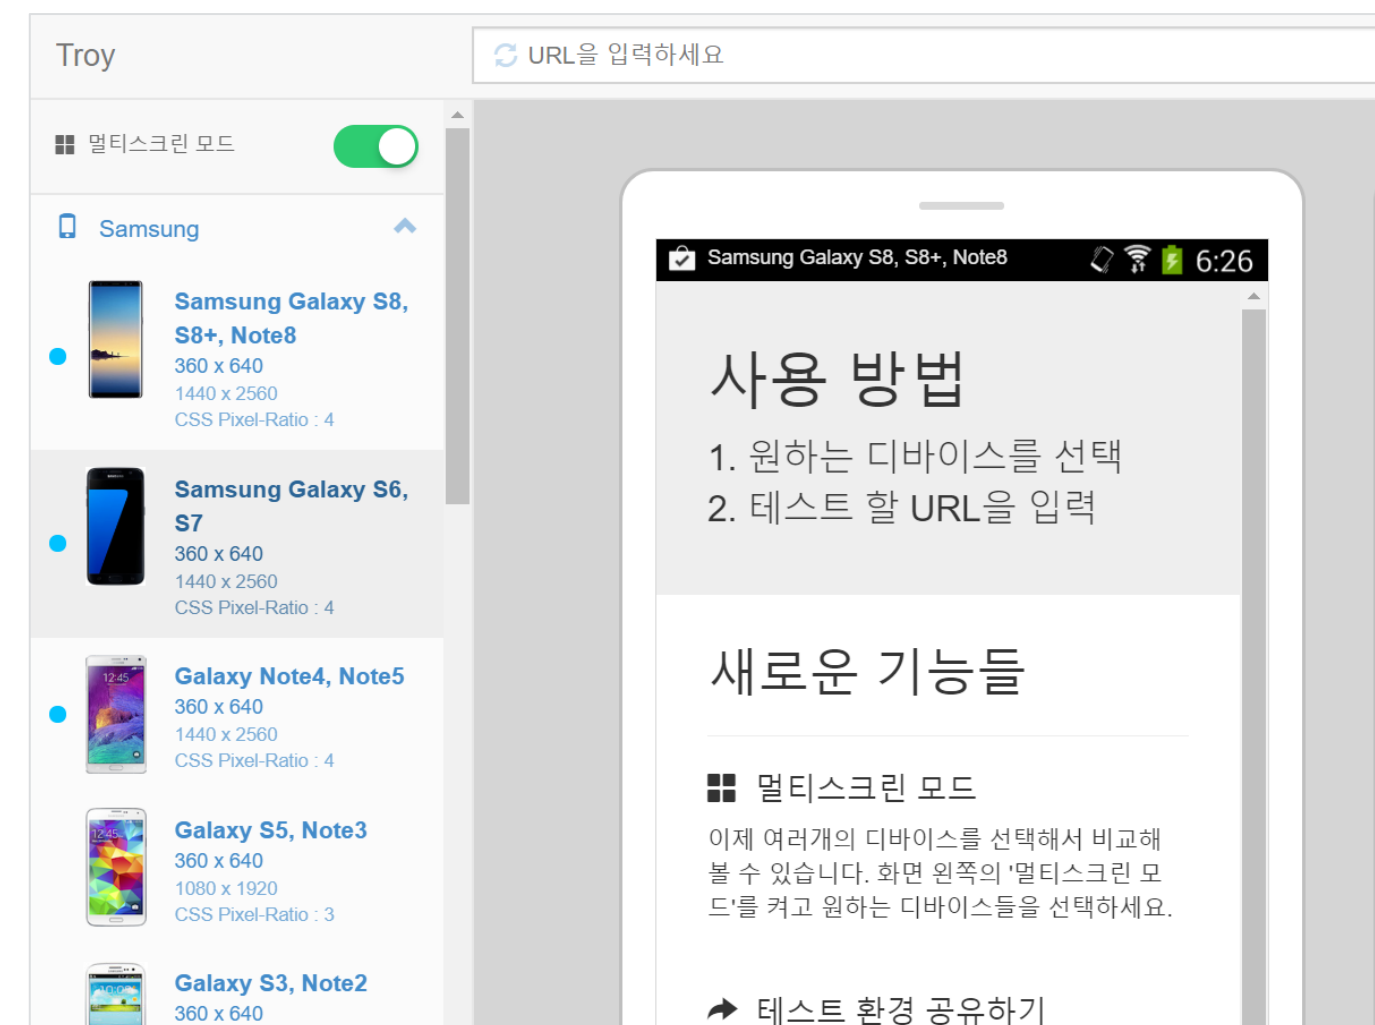 Troy
URL을 입력하세요
멀티스크린 모드
Samsung
Samsung Galaxy S8,
S8+, Note8
360 x 640
1440 x 2560
CSS Pixel-Ratio : 4
Samsung Galaxy S6,
S7
360 x 640
1440 x 2560
CSS Pixel-Ratio : 4
12:45
Galaxy Note4, Note5
360 x 640
1440 x 2560
CSS Pixel-Ratio : 4
12:45
Galaxy S5, Note3
360 x 640
1080 x 1920
CSS Pixel-Ratio : 3
Galaxy S3, Note2
360 x 640
Samsung Galaxy S8, S8+, Note8
6:26
사용 방법
1. 원하는 디바이스를 선택
2. 테스트 할 URL을 입력
새로운 기능들
멀티스크린 모드
이제 여러개의 디바이스를 선택해서 비교해
볼 수 있습니다. 화면 왼쪽의 '멀티스크린 모
드'를 켜고 원하는 디바이스들을 선택하세요.
테스트 환경 공유하기